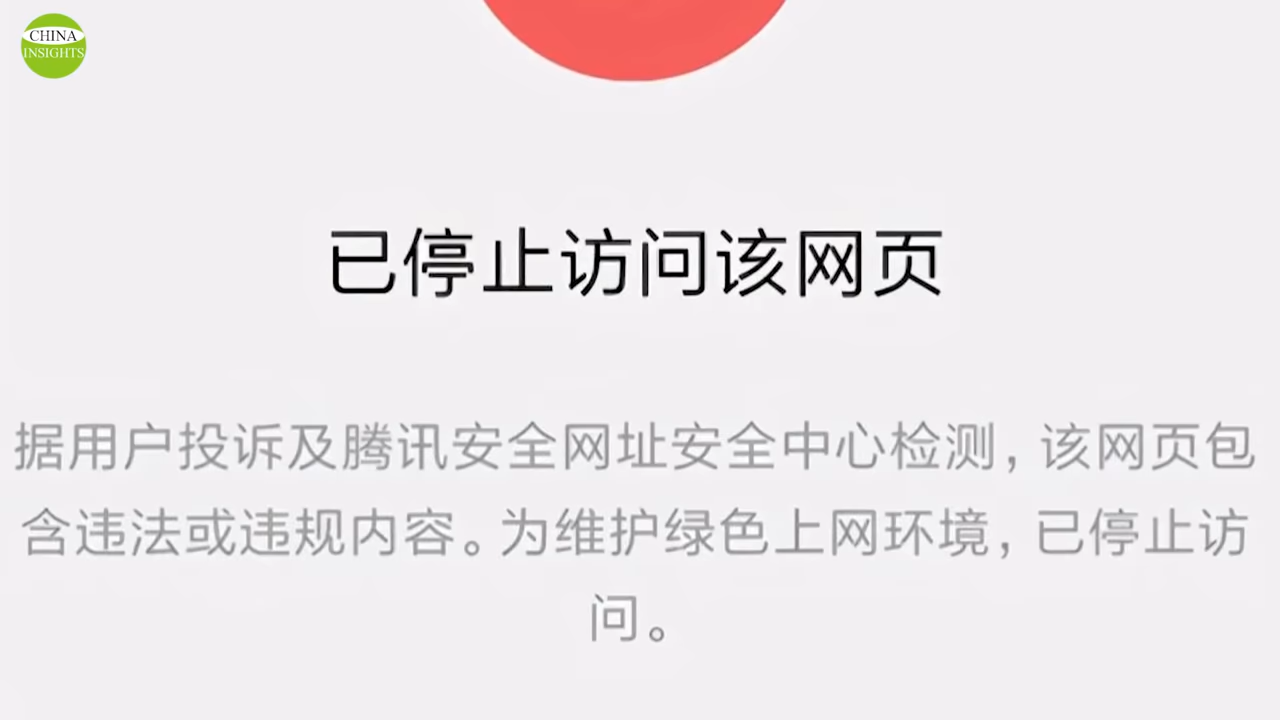 CHINA
INSIGHTS
已停止访问该网页
据用户投诉及腾讯安全网址安全中心检测，该网页包
含违法或违规内容。为维护绿色上网环境，已停止访
问。